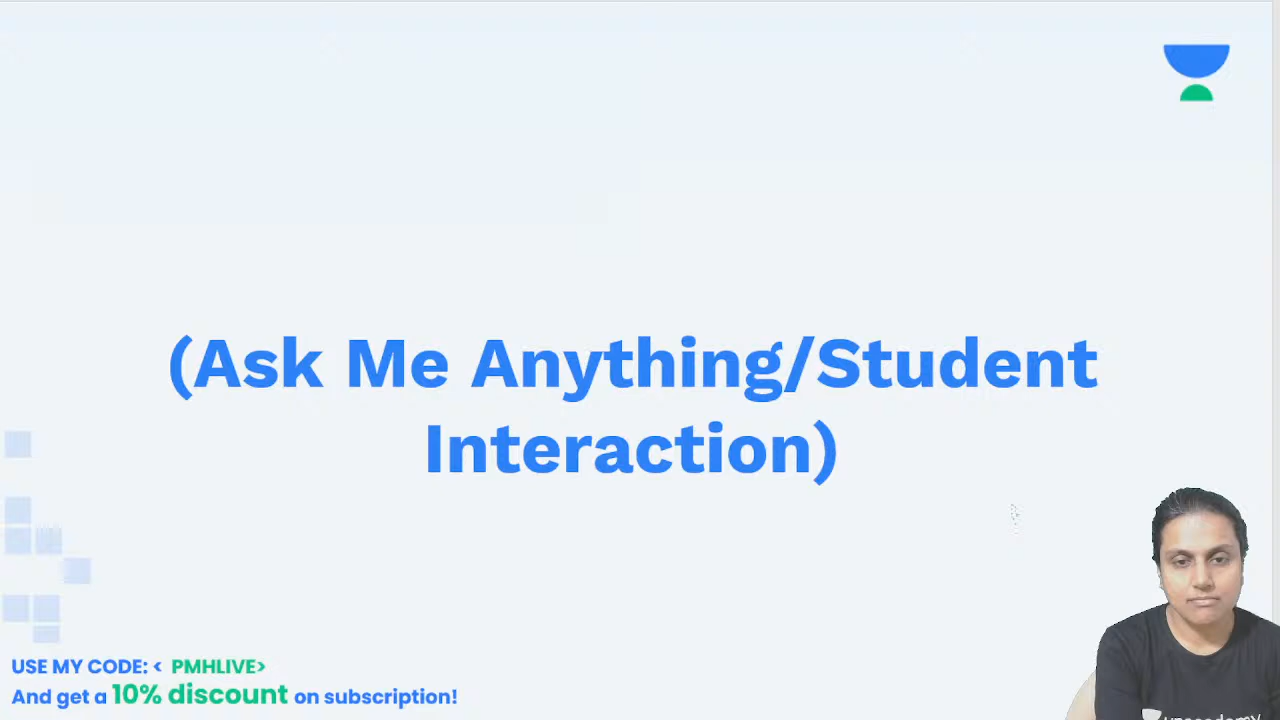 (Ask Me Anything/Student
Interaction)
USE MY CODE: < PMHLIVE>
And get a 10% discount on subscription!